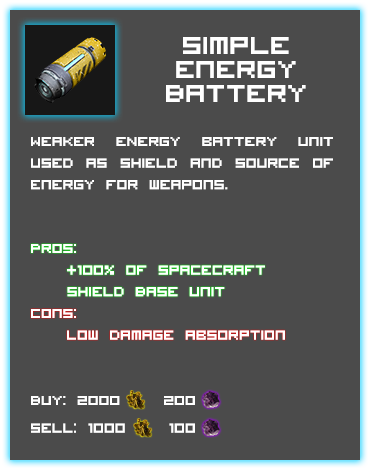 SIMPLE
ENERGY
BATTERY
WEAKER ENERGY BATTERY UNIT
USED AS SHIELD AND SOURCE OF
ENERGY FOR WEAPONS.
PROS:
+100% OF SPACECRAFT
SHIELD BASE UNIT
CONS:
LOW DAMAGE ABSORPTION
BUY: 2000 200
SELL: 1000 100